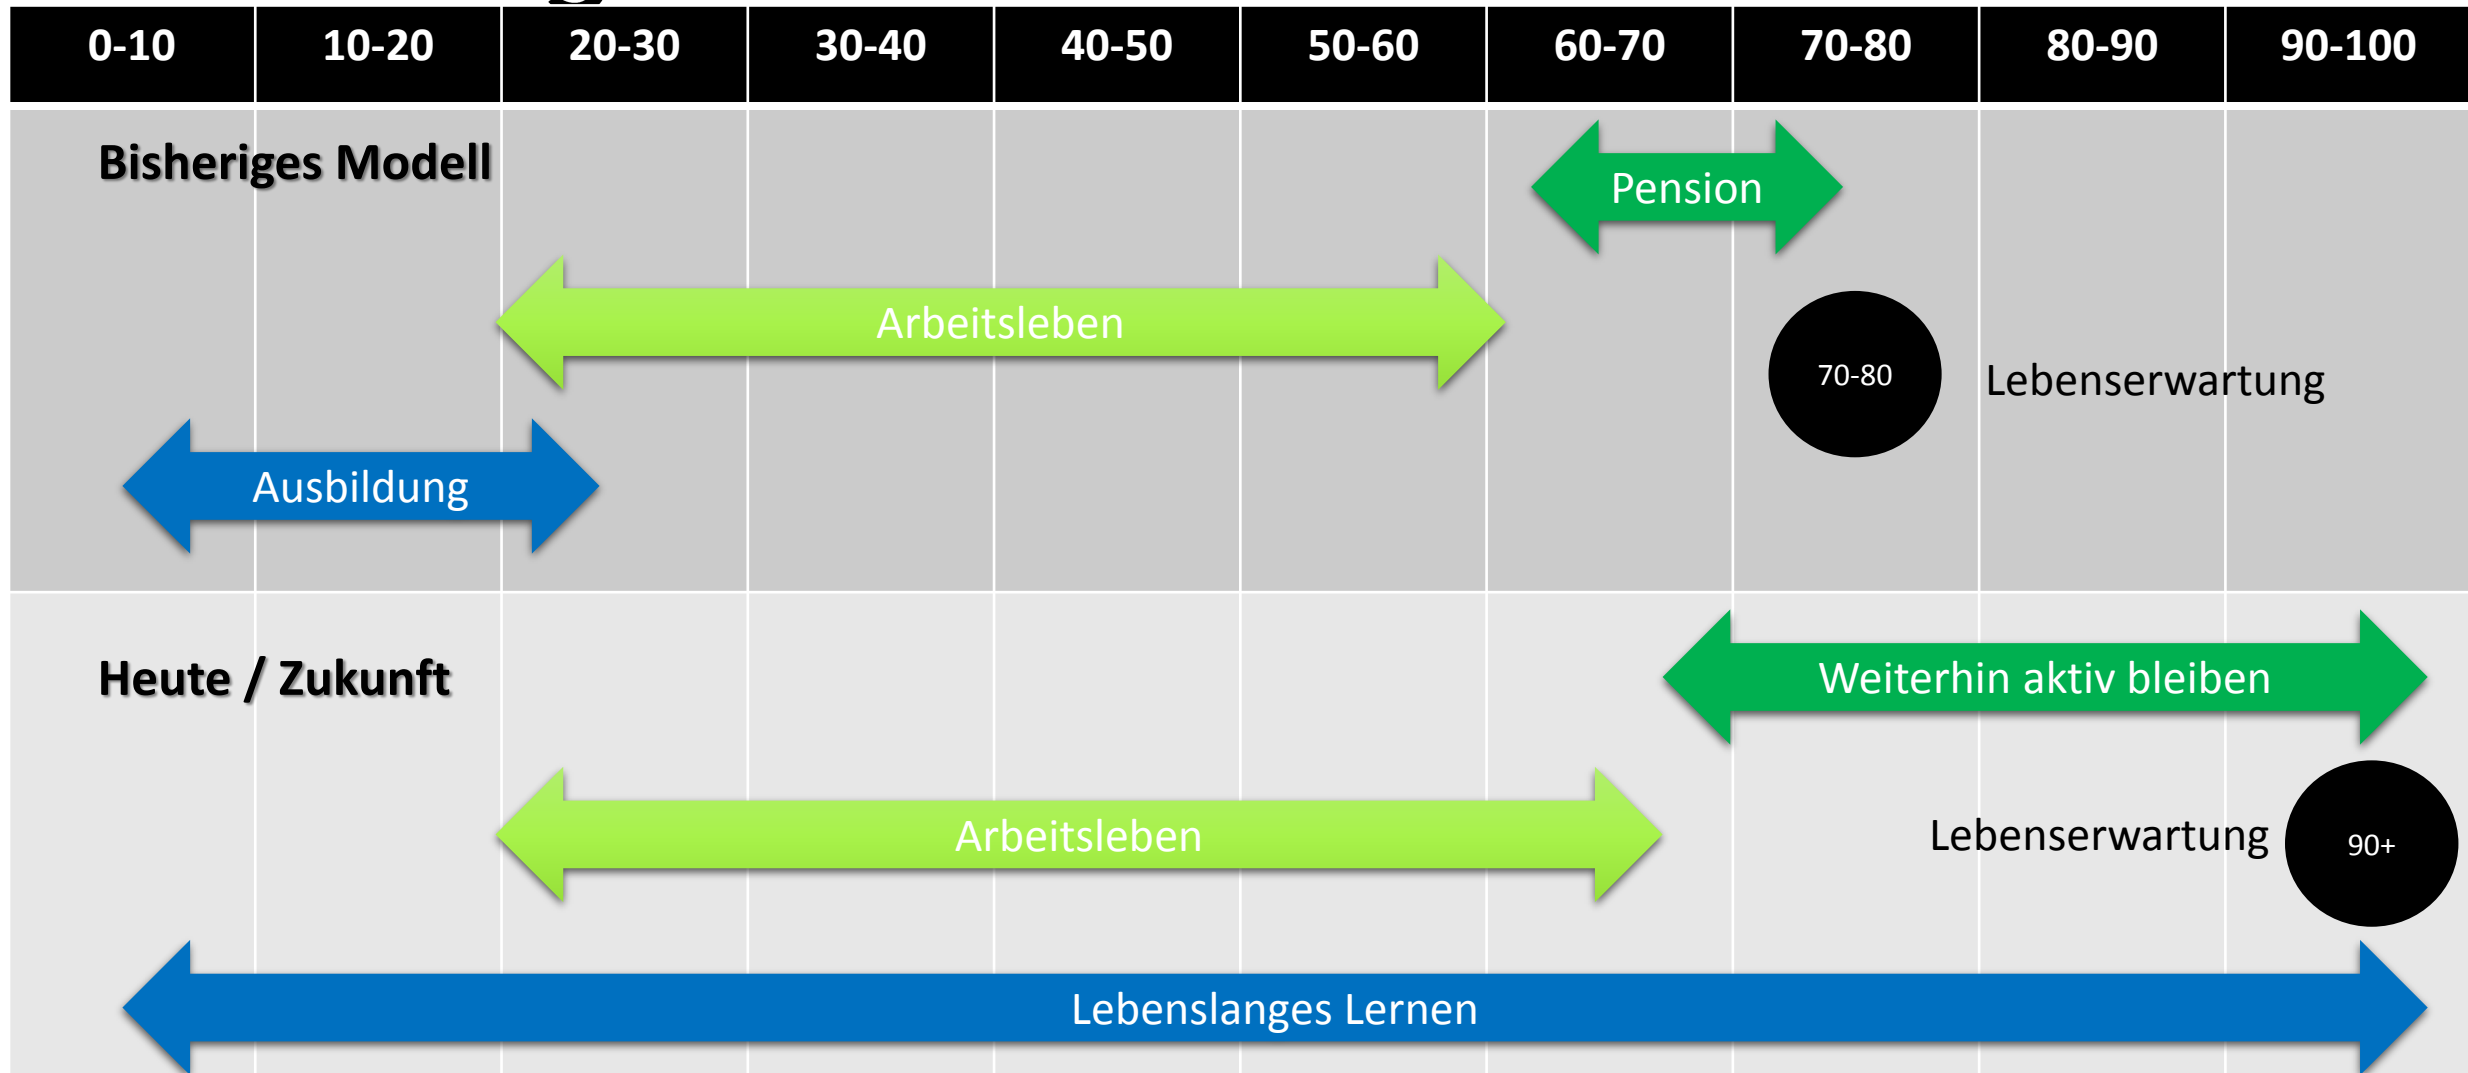 0-10 10-20 20-30 30-40 40-50 50-60 60-70 70-80 80-90 90-100
Bisheriges Modell
Pension
Arbeitsleben
70-80 Lebenserwartung
Ausbildung
Heute / Zukunft
Weiterhin aktiv bleiben
Arbeitsleben
Lebenserwartung 90+
Lebenslanges Lernen